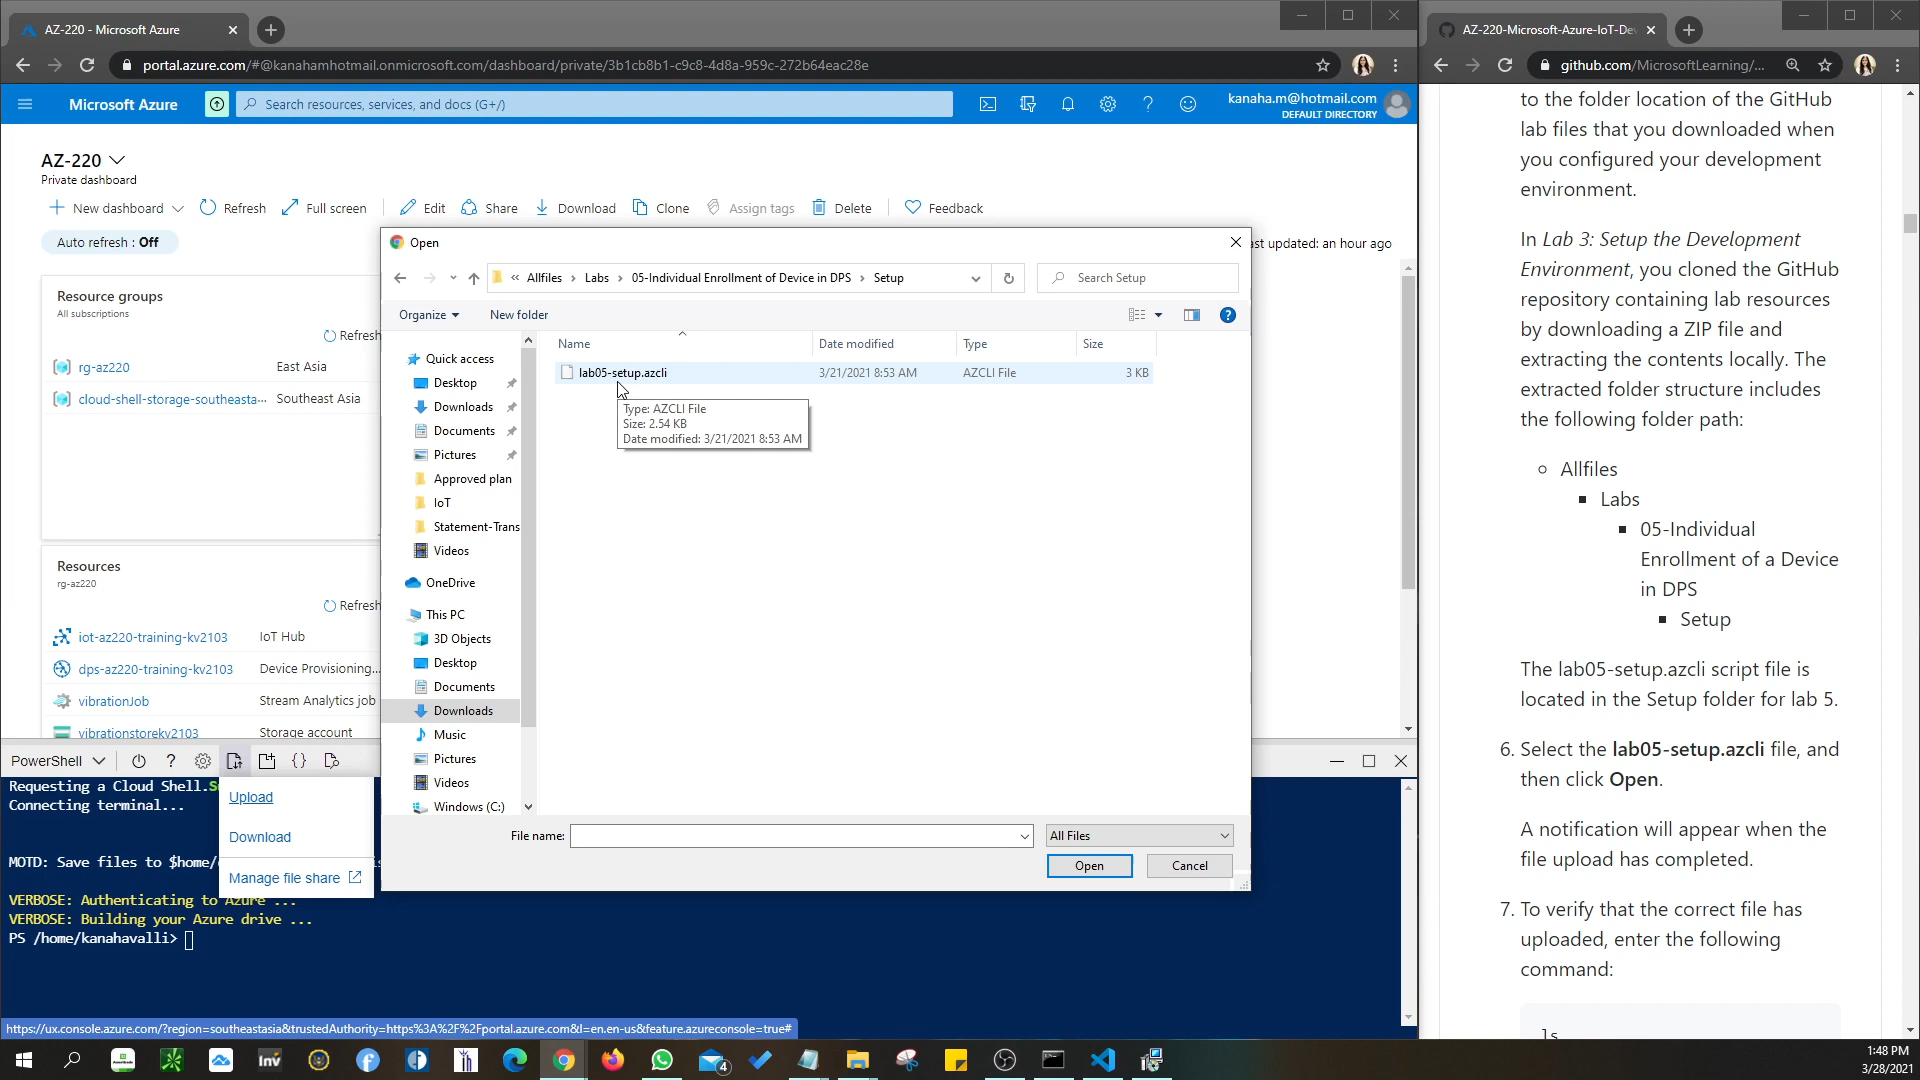 AZ-220 - Microsoft Azure
portal.azure.com/#@kanahamhotmail.onmicrosoft.com/dashboard/private/3b1cb8b1-c9c8-4d8a-959c-272b64eac28e
Microsoft Azure
Search resources, services, and docs (G+/)
kanaha.m@hotmail.com
DEFAULT DIRECTORY
AZ-220
Private dashboard
New dashboard
Refresh
Full screen
Edit
Share
Download
Clone
Assign tags
Delete
Feedback
Auto refresh : Off
ast updated: an hour ago
Resource groups
All subscriptions
Refresh
rg-az220 East Asia
cloud-shell-storage-southeasta... Southeast Asia
Resources
rg-az220
Refresh
iot-az220-training-kv2103 IoT Hub
dps-az220-training-kv2103 Device Provisioning...
vibrationJob Stream Analytics job
vibrationstorekv2103 Storage account
Open
« Allfiles › Labs › 05-Individual Enrollment of Device in DPS › Setup
Search Setup
Organize
New folder
Name Date modified Type Size
lab05-setup.azcli 3/21/2021 8:53 AM AZCLI File 3 KB
Type: AZCLI File
Size: 2.54 KB
Date modified: 3/21/2021 8:53 AM
Quick access
Desktop
Downloads
Documents
Pictures
Approved plan
IoT
Statement-Trans
Videos
OneDrive
This PC
3D Objects
Desktop
Documents
Downloads
Music
Pictures
Videos
Windows (C:)
File name:
All Files
Open
Cancel
PowerShell
? { }
Upload
Download
Manage file share
Requesting a Cloud Shell.S
Connecting terminal...
MOTD: Save files to $home/
VERBOSE: Authenticating to Azure ...
VERBOSE: Building your Azure drive ...
PS /home/kanahavalli>
https://ux.console.azure.com/?region=southeastasia&trustedAuthority=https%3A%2F%2Fportal.azure.com&l=en.en-us&feature.azureconsole=true#
AZ-220-Microsoft-Azure-IoT-De
github.com/MicrosoftLearning/...
to the folder location of the GitHub
lab files that you downloaded when
you configured your development
environment.
In Lab 3: Setup the Development
Environment, you cloned the GitHub
repository containing lab resources
by downloading a ZIP file and
extracting the contents locally. The
extracted folder structure includes
the following folder path:
Allfiles
Labs
05-Individual
Enrollment of a Device
in DPS
Setup
The lab05-setup.azcli script file is
located in the Setup folder for lab 5.
6. Select the lab05-setup.azcli file, and
then click Open.
A notification will appear when the
file upload has completed.
7. To verify that the correct file has
uploaded, enter the following
command:
ls
inv
4
1:48 PM
3/28/2021